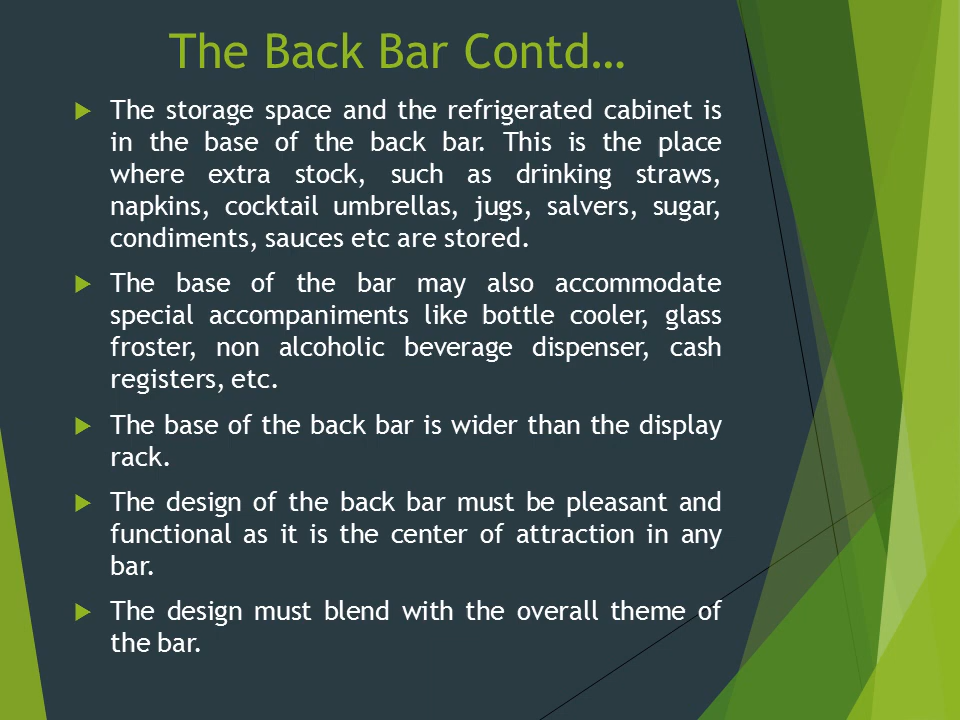 The Back Bar Contd…
The storage space and the refrigerated cabinet is
in the base of the back bar. This is the place
where extra stock, such as drinking straws,
napkins, cocktail umbrellas, jugs, salvers, sugar,
condiments, sauces etc are stored.
The base of the bar may also accommodate
special accompaniments like bottle cooler, glass
froster, non alcoholic beverage dispenser, cash
registers, etc.
The base of the back bar is wider than the display
rack.
The design of the back bar must be pleasant and
functional as it is the center of attraction in any
bar.
The design must blend with the overall theme of
the bar.